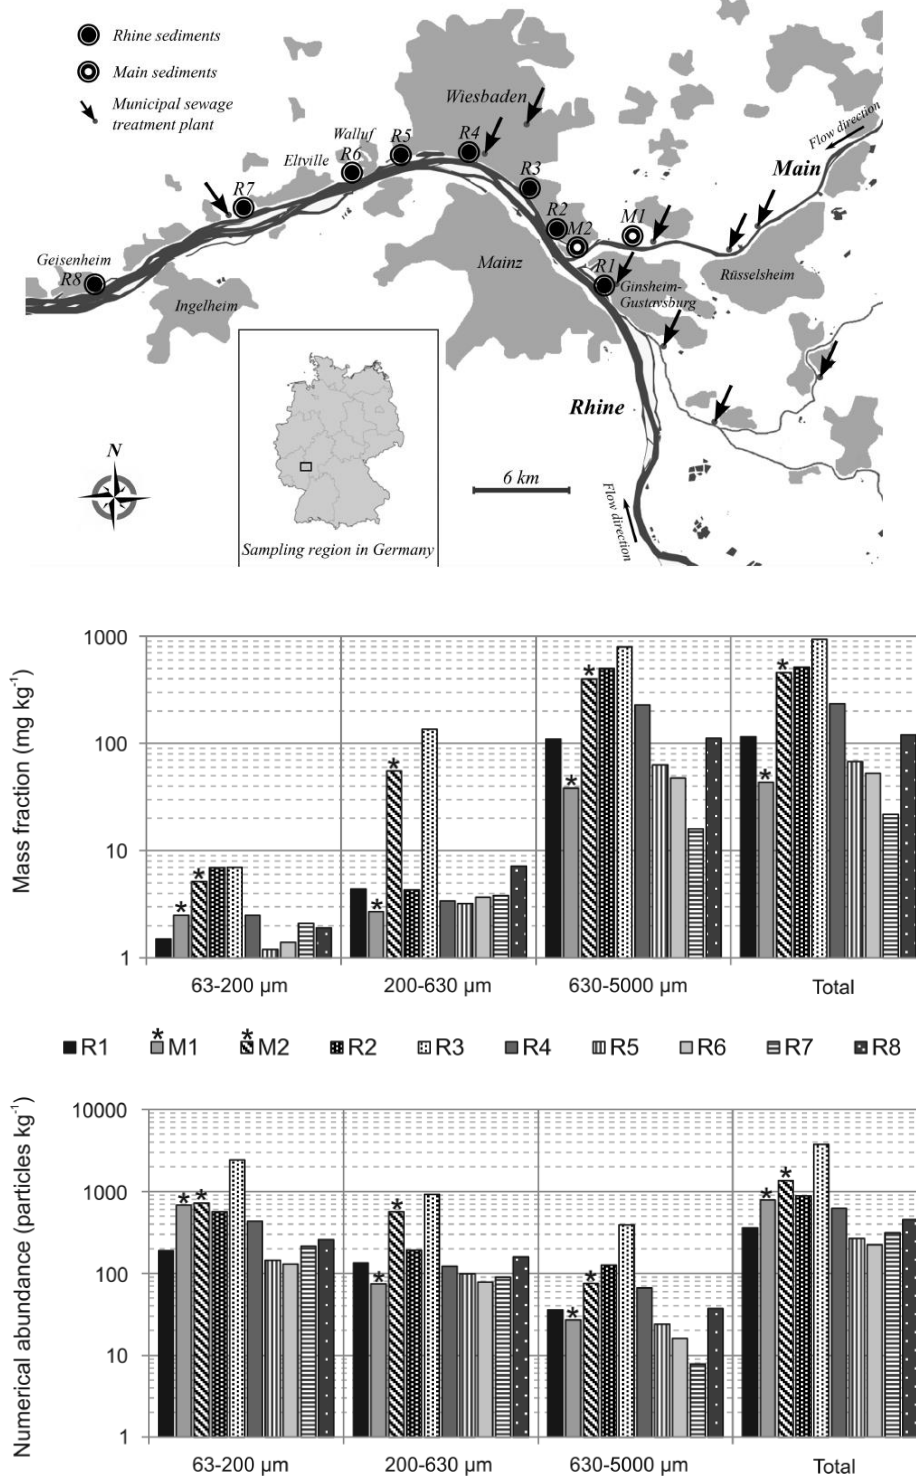 Rhine sediments
Main sediments
Municipal sewage
treatment plant
Wiesbaden
Flow direction
Main
Walluf
R5
R4
Eltville
R6
R3
R7
R2
M1
M2
Geisenheim
R8
Mainz
R1
Rüsselsheim
Ginsheim-
Gustavsburg
Ingelheim
Rhine
N
6 km
Flow direction
Sampling region in Germany
Mass fraction (mg kg-1)
1000
100
10
1
* * * * * * * *
63-200 µm 200-630 µm 630-5000 µm Total
R1 *M1 *M2 R2 R3 R4 R5 R6 R7 R8
Numerical abundance (particles kg-1)
10000
1000
100
10
1
* * * * * * * *
63-200 µm 200-630 µm 630-5000 µm Total